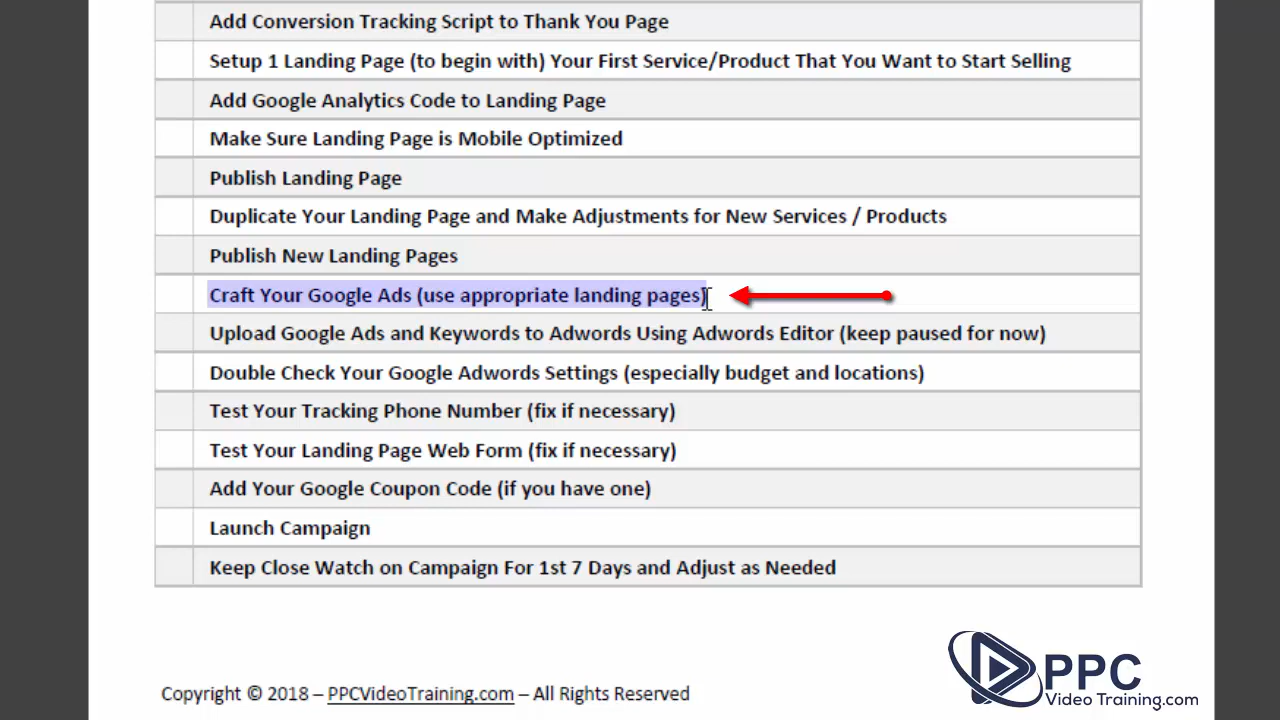 Add Conversion Tracking Script to Thank You Page
Setup 1 Landing Page (to begin with) Your First Service/Product That You Want to Start Selling
Add Google Analytics Code to Landing Page
Make Sure Landing Page is Mobile Optimized
Publish Landing Page
Duplicate Your Landing Page and Make Adjustments for New Services / Products
Publish New Landing Pages
Craft Your Google Ads (use appropriate landing pages)
Upload Google Ads and Keywords to Adwords Using Adwords Editor (keep paused for now)
Double Check Your Google Adwords Settings (especially budget and locations)
Test Your Tracking Phone Number (fix if necessary)
Test Your Landing Page Web Form (fix if necessary)
Add Your Google Coupon Code (if you have one)
Launch Campaign
Keep Close Watch on Campaign For 1st 7 Days and Adjust as Needed
Copyright © 2018 – PPCVideoTraining.com – All Rights Reserved
PPC
Video Training.com